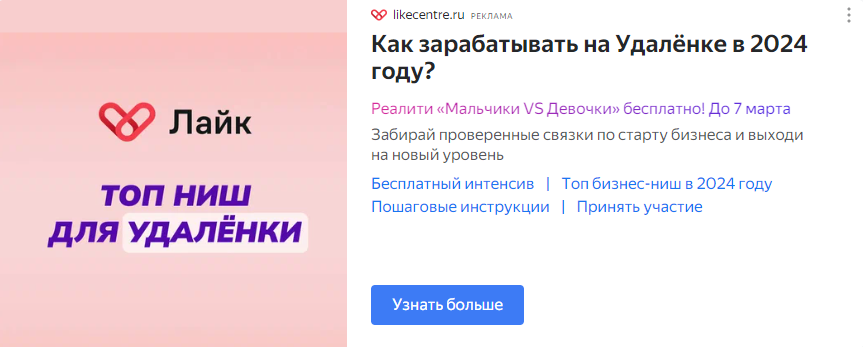 Лайк
ТОП НИШ
ДЛЯ УДАЛЁНКИ
likecentre.ru РЕКЛАМА
Как зарабатывать на Удалёнке в 2024
году?
Реалити «Мальчики VS Девочки» бесплатно! До 7 марта
Забирай проверенные связки по старту бизнеса и выходи
на новый уровень
Бесплатный интенсив | Топ бизнес-ниш в 2024 году
Пошаговые инструкции | Принять участие
Узнать больше